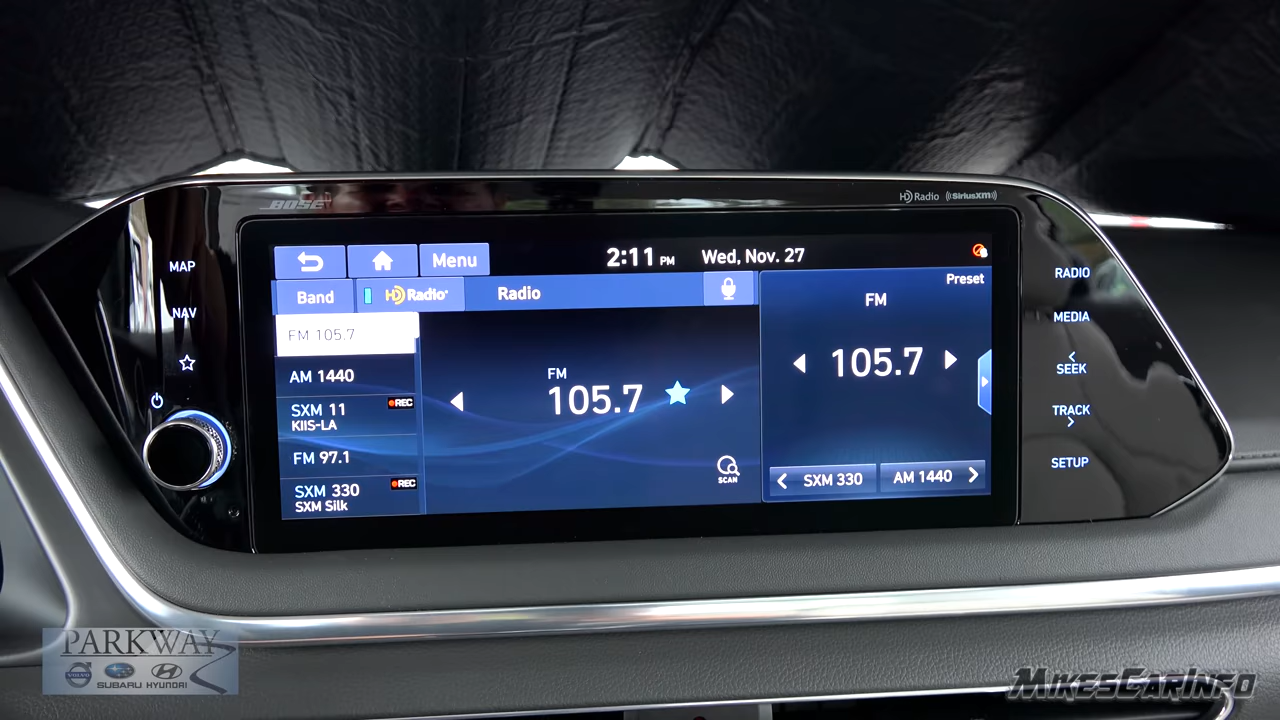 BOSE
HD Radio ((SiriusXM))
MAP
NAV
Menu
2:11 PM Wed, Nov. 27
Band
HD Radio
Radio
FM 105.7
AM 1440
SXM 11
REC
KIIS-LA
FM 97.1
SXM 330
REC
SXM Silk
FM
105.7
SCAN
Preset
FM
105.7
SXM 330
AM 1440
RADIO
MEDIA
SEEK
TRACK
SETUP
PARKWAY
VOLVO
SUBARU HYUNDAI
MIKESCARINFO